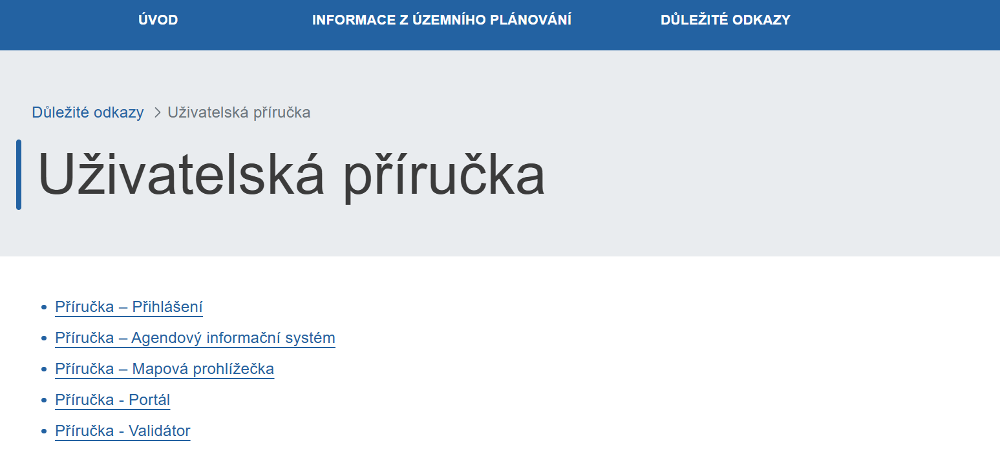 ÚVOD INFORMACE Z ÚZEMNÍHO PLÁNOVÁNÍ DŮLEŽITÉ ODKAZY
Důležité odkazy > Uživatelská příručka
Uživatelská příručka
• Příručka – Přihlášení
• Příručka – Agendový informační systém
• Příručka – Mapová prohlížečka
• Příručka - Portál
• Příručka - Validátor